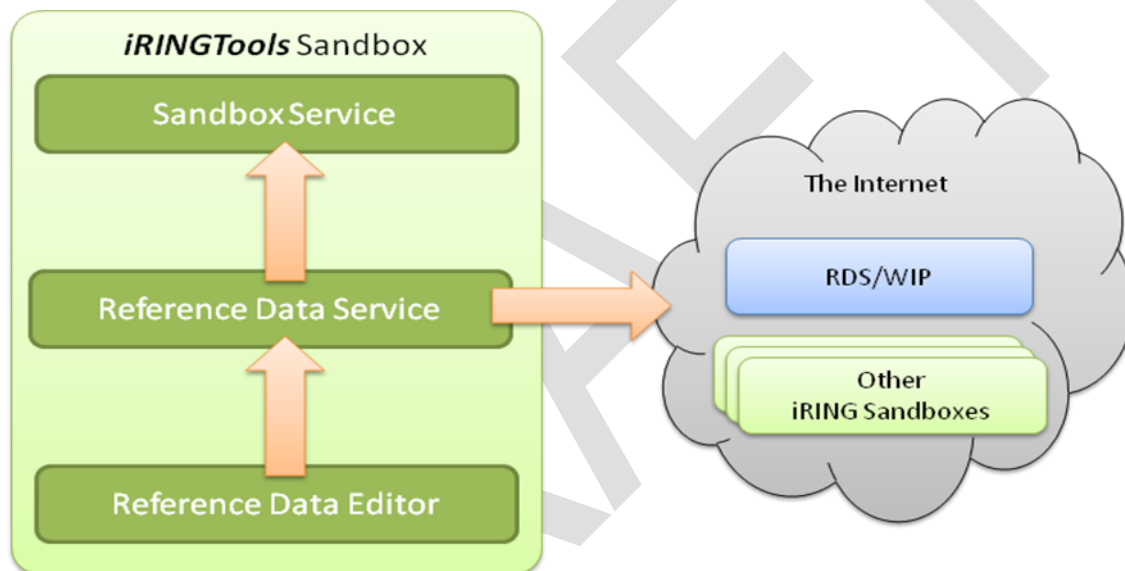 iRINGTools Sandbox
Sandbox Service
Reference Data Service
Reference Data Editor
The Internet
RDS/WIP
Other
iRING Sandboxes